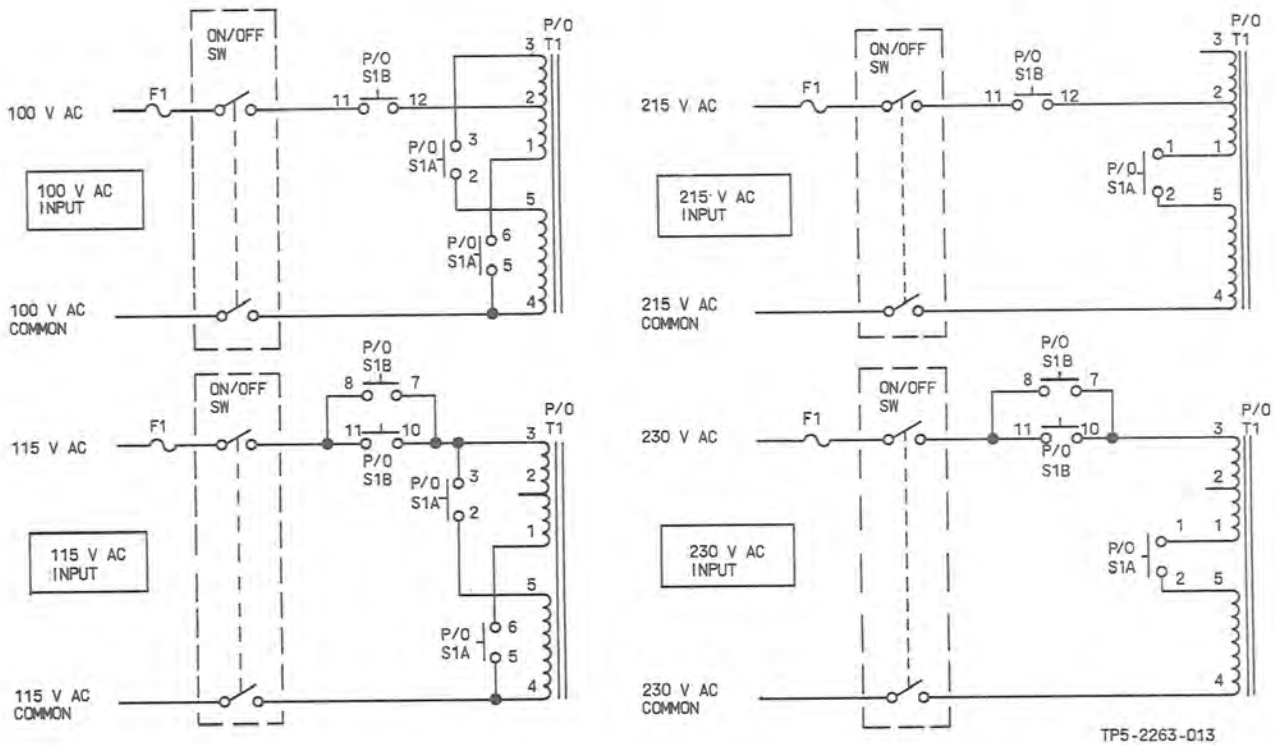 ON/OFF
SW
P/O
S1B
P/O
T1
3
F1
11
12
2
100 V AC
3
P/O
S1A
2
1
100 V AC
INPUT
5
6
P/O
S1A
5
100 V AC
COMMON
4
ON/OFF
SW
P/O
S1B
P/O
T1
3
F1
11
12
2
215 V AC
1
1
P/O
S1A
2
5
215 V AC
INPUT
215 V AC
COMMON
4
ON/OFF
SW
P/O
S1B
8
7
P/O
T1
F1
11
10
3
115 V AC
P/O
S1B
3
P/O
S1A
2
1
115 V AC
INPUT
5
6
P/O
S1A
5
115 V AC
COMMON
4
ON/OFF
SW
P/O
S1B
8
7
P/O
T1
F1
11
10
3
230 V AC
P/O
S1B
2
1
1
P/O
S1A
2
5
230 V AC
INPUT
230 V AC
COMMON
4
TP5-2263-013